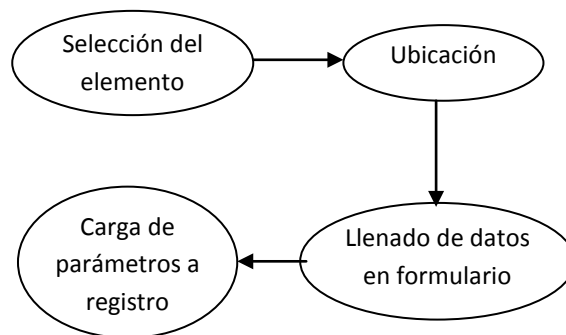 Selección del
elemento
Ubicación
Llenado de datos
en formulario
Carga de
parámetros a
registro